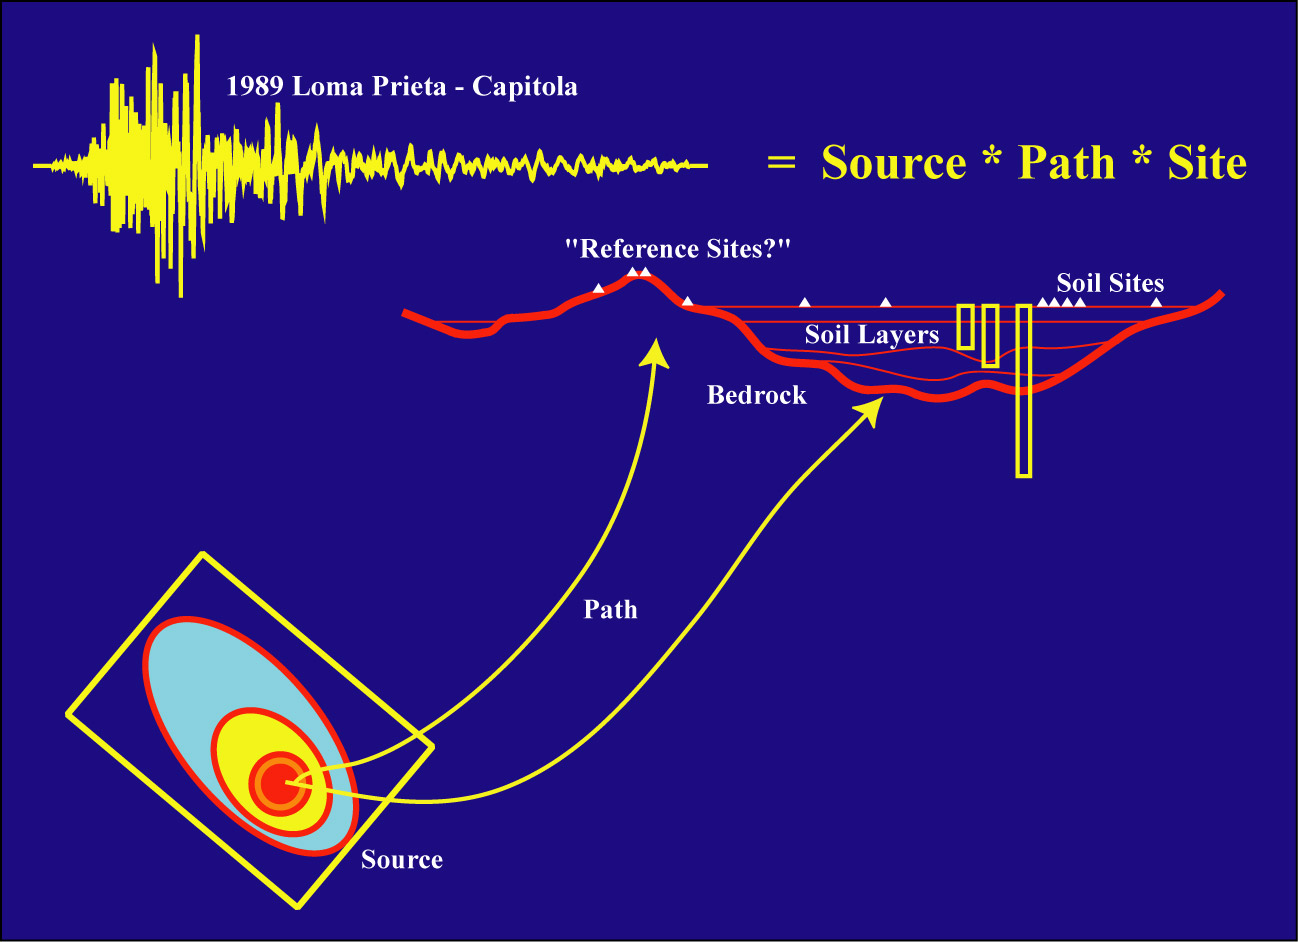 1989 Loma Prieta - Capitola
= Source * Path * Site
"Reference Sites?"
Soil Sites
Soil Layers
Bedrock
Path
Source